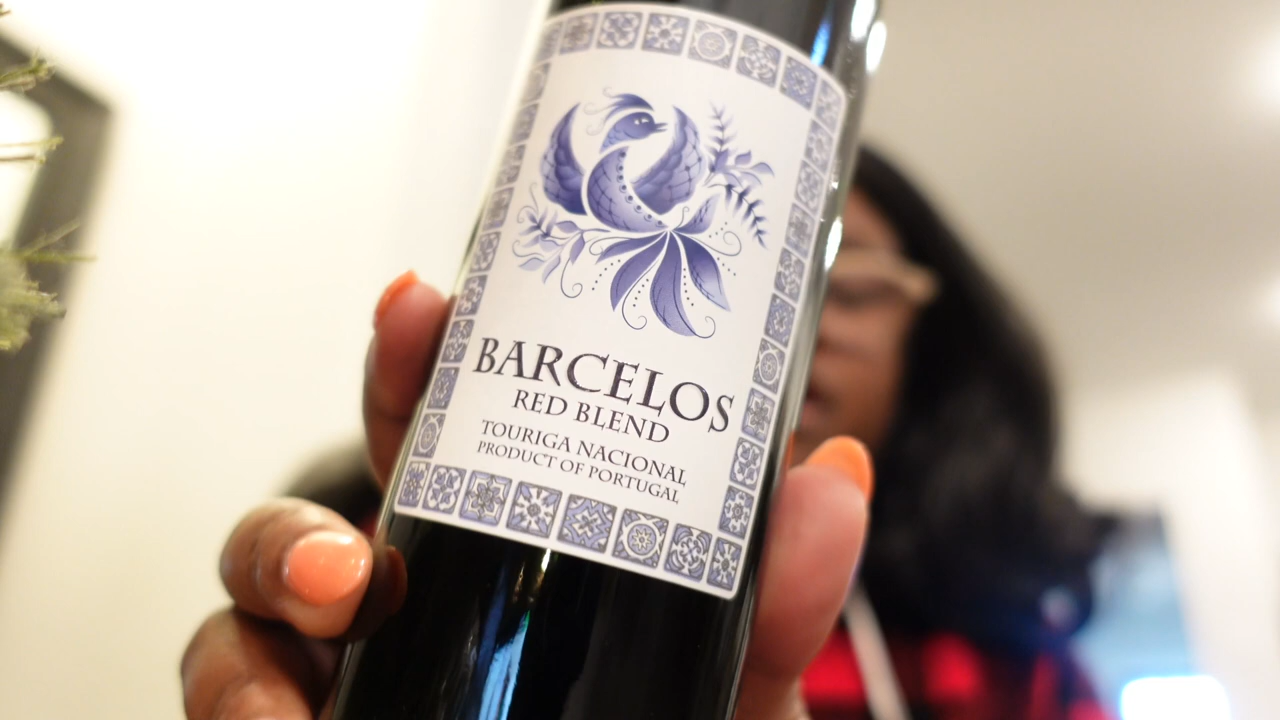 BARCELOS
RED BLEND
TOURIGA NACIONAL
PRODUCT OF PORTUGAL